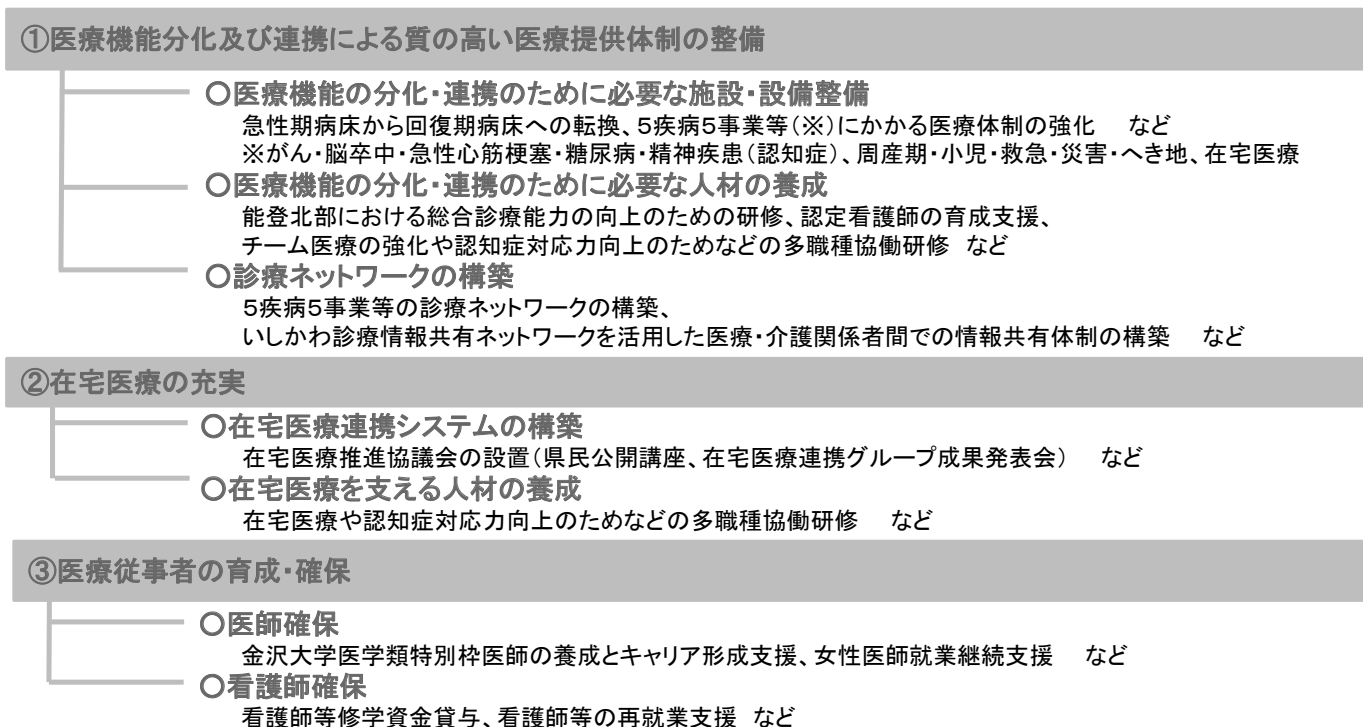 ①医療機能分化及び連携による質の高い医療提供体制の整備
○医療機能の分化・連携のために必要な施設・設備整備
急性期病床から回復期病床への転換、5疾病5事業等(※)にかかる医療体制の強化　など
※がん・脳卒中・急性心筋梗塞・糖尿病・精神疾患(認知症)、周産期・小児・救急・災害・へき地、在宅医療
○医療機能の分化・連携のために必要な人材の養成
能登北部における総合診療能力の向上のための研修、認定看護師の育成支援、
チーム医療の強化や認知症対応力向上のためなどの多職種協働研修　など
○診療ネットワークの構築
5疾病5事業等の診療ネットワークの構築、
いしかわ診療情報共有ネットワークを活用した医療・介護関係者間での情報共有体制の構築　など
②在宅医療の充実
○在宅医療連携システムの構築
在宅医療推進協議会の設置(県民公開講座、在宅医療連携グループ成果発表会)　など
○在宅医療を支える人材の養成
在宅医療や認知症対応力向上のためなどの多職種協働研修　など
③医療従事者の育成・確保
○医師確保
金沢大学医学類特別枠医師の養成とキャリア形成支援、女性医師就業継続支援　など
○看護師確保
看護師等修学資金貸与、看護師等の再就業支援　など